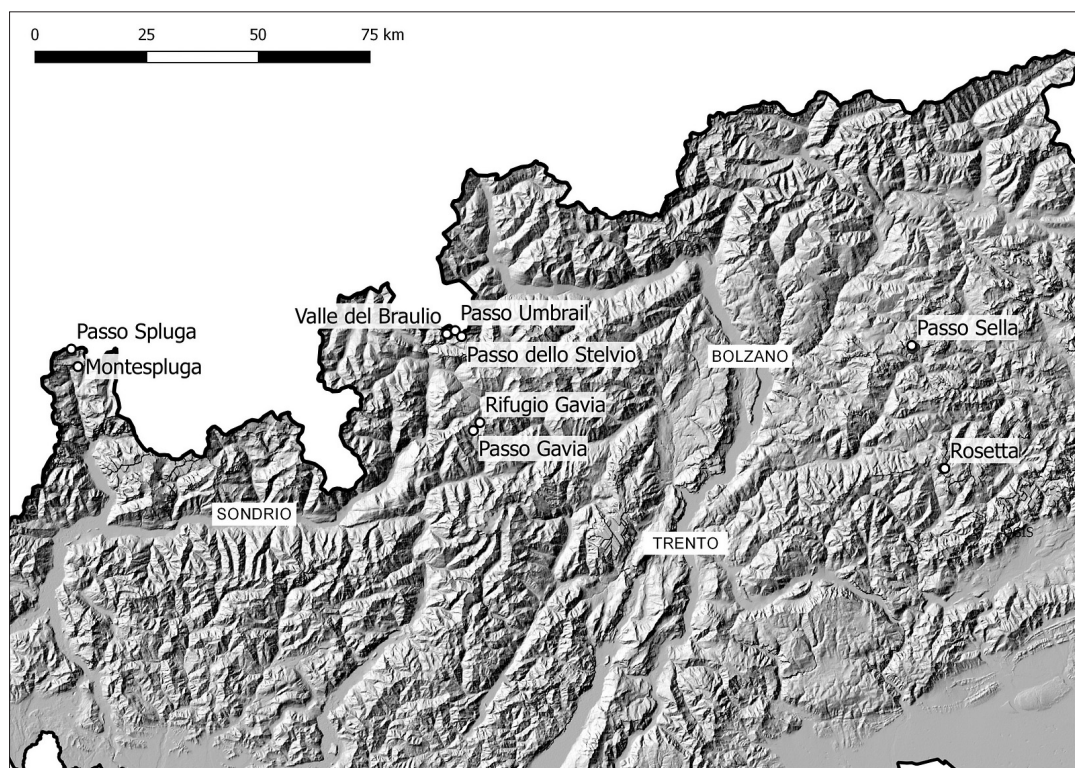 0 25 50 75 km
Valle del Braulio
Passo Umbrail
Passo Spluga
Passo Sella
Passo dello Stelvio
BOLZANO
Montespluga
Rifugio Gavia
Passo Gavia
Rosetta
SONDRIO
TRENTO